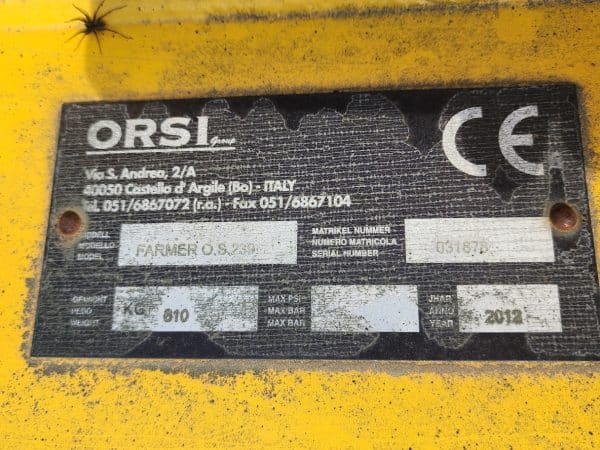 ORSI Group
Via S. Andrea, 2/A
40050 Castello d' Argile (Bo) - ITALY
tel. 051/6867072 (r.a.) - Fax 051/6867104
CE
MODELL
MODELLO
MODEL
FARMER O.S.230
MATRIKEL NUMMER
NUMERO MATRICOLA
SERIAL NUMBER
031878
GEWICHT
PESO
WEIGHT
KG 810
MAX PSI
MAX BAR
MAX BAR
JHAR
ANNO
YEAR
2012